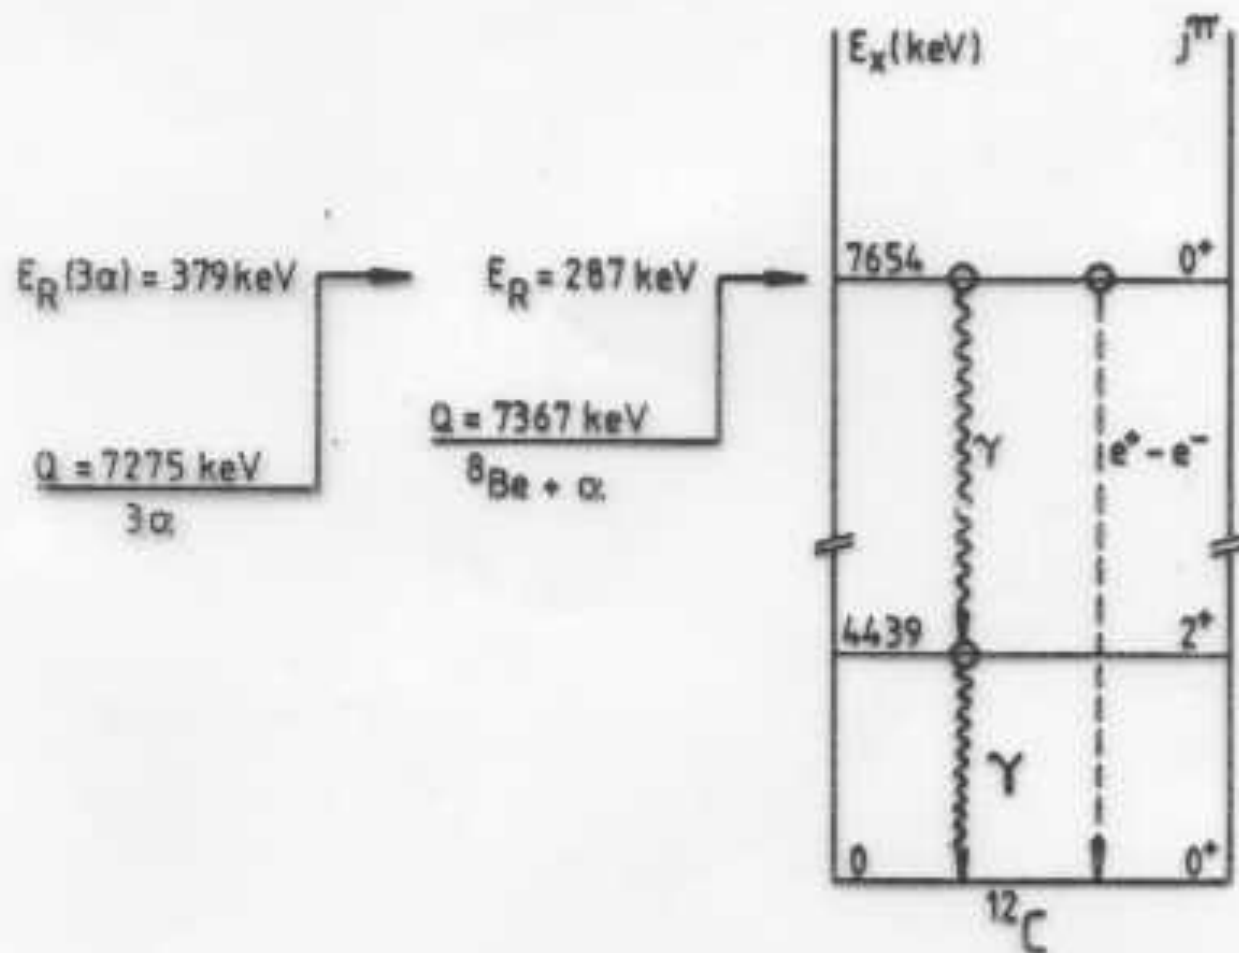 E_x (keV) J^π
E_R (3α) = 379 keV
E_R = 287 keV
7654 0⁺
Q = 7367 keV
⁸Be + α
Q = 7275 keV
3α
γ e⁺ - e⁻
4439 2⁺
γ
0 0⁺
¹²C